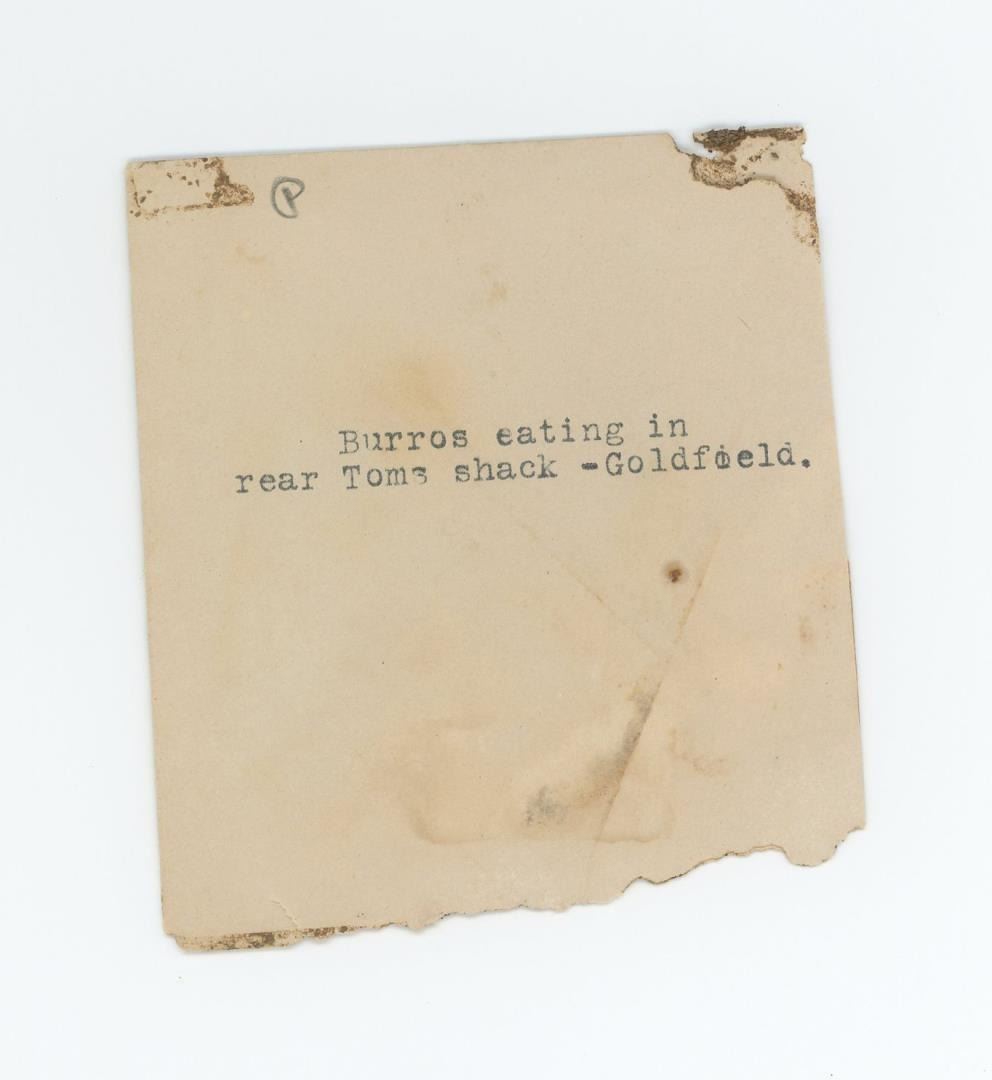 Ⓟ
Burros eating in
rear Toms shack -Goldfield.